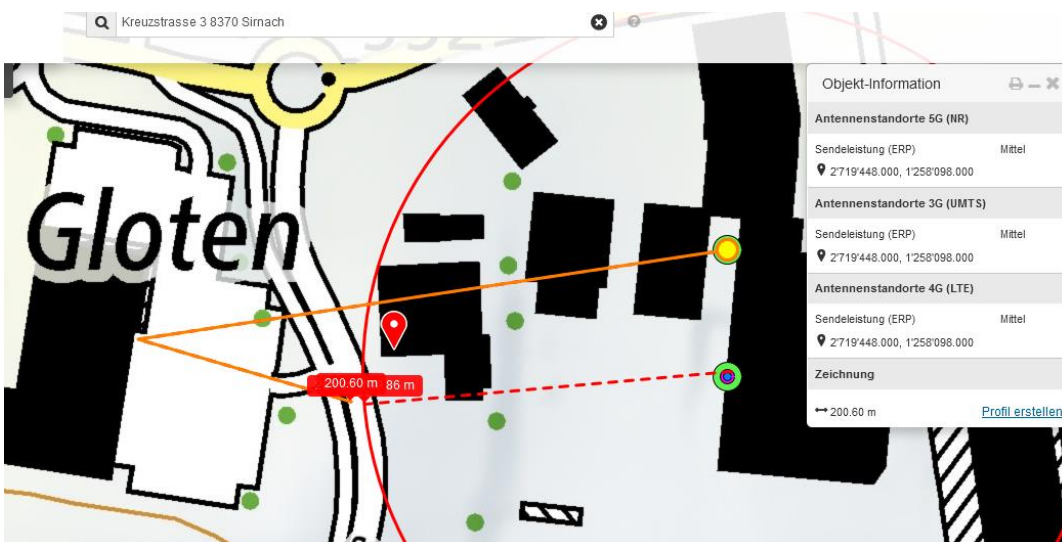 Kreuzstrasse 3 8370 Sirnach
Gloten
200.60 m
86 m
Objekt-Information
Antennenstandorte 5G (NR)
Sendeleistung (ERP) Mittel
2'719'448.000, 1'258'098.000
Antennenstandorte 3G (UMTS)
Sendeleistung (ERP) Mittel
2'719'448.000, 1'258'098.000
Antennenstandorte 4G (LTE)
Sendeleistung (ERP) Mittel
2'719'448.000, 1'258'098.000
Zeichnung
200.60 m Profil erstellen